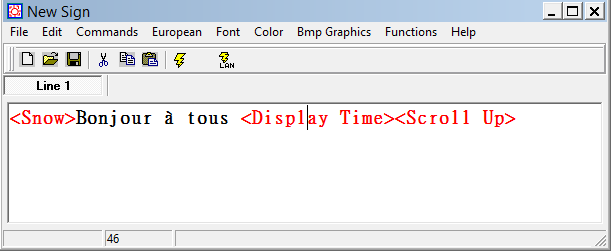 New Sign
File Edit Commands European Font Color Bmp Graphics Functions Help
LAN
Line 1
<Snow>Bonjour à tous <Display Time><Scroll Up>
46